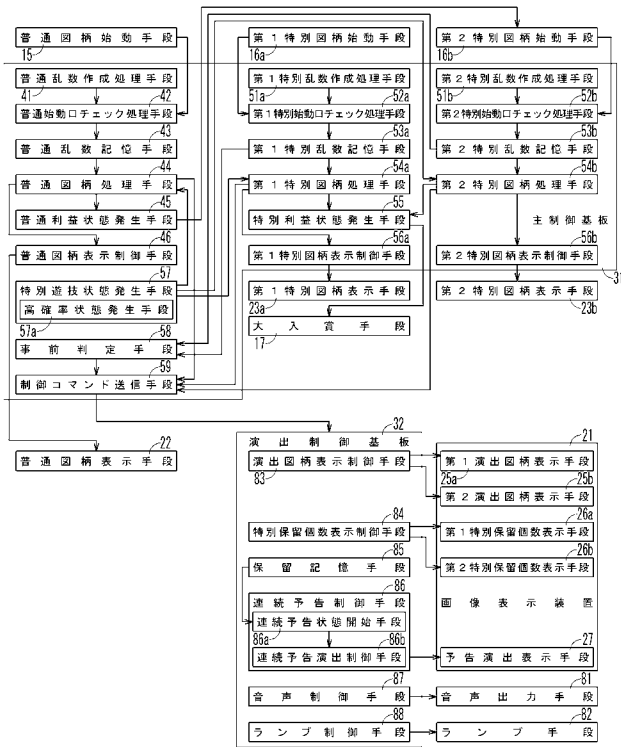 普通図柄始動手段
15
第1特別図柄始動手段
16a
第2特別図柄始動手段
16b
普通乱数作成処理手段
41
第1特別乱数作成処理手段
51a
第2特別乱数作成処理手段
51b
42
普通始動口チェック処理手段
52a
第1特別始動口チェック処理手段
52b
第2特別始動口チェック処理手段
43
普通乱数記憶手段
53a
第1特別乱数記憶手段
53b
第2特別乱数記憶手段
44
普通図柄処理手段
54a
第1特別図柄処理手段
54b
第2特別図柄処理手段
45
普通利益状態発生手段
55
特別利益状態発生手段
主制御基板
46
普通図柄表示制御手段
56a
第1特別図柄表示制御手段
56b
第2特別図柄表示制御手段
31
57
特別遊技状態発生手段
高確率状態発生手段
57a
第1特別図柄表示手段
23a
第2特別図柄表示手段
23b
58
事前判定手段
大入賞手段
17
59
制御コマンド送信手段
22
普通図柄表示手段
32
演出制御基板
演出図柄表示制御手段
83
21
第1演出図柄表示手段
25a
25b
第2演出図柄表示手段
84
特別保留個数表示制御手段
26a
第1特別保留個数表示手段
85
保留記憶手段
26b
第2特別保留個数表示手段
86
連続予告制御手段
連続予告状態開始手段
86a
86b
連続予告演出制御手段
画像表示装置
27
予告演出表示手段
87
音声制御手段
81
音声出力手段
88
ランプ制御手段
82
ランプ手段